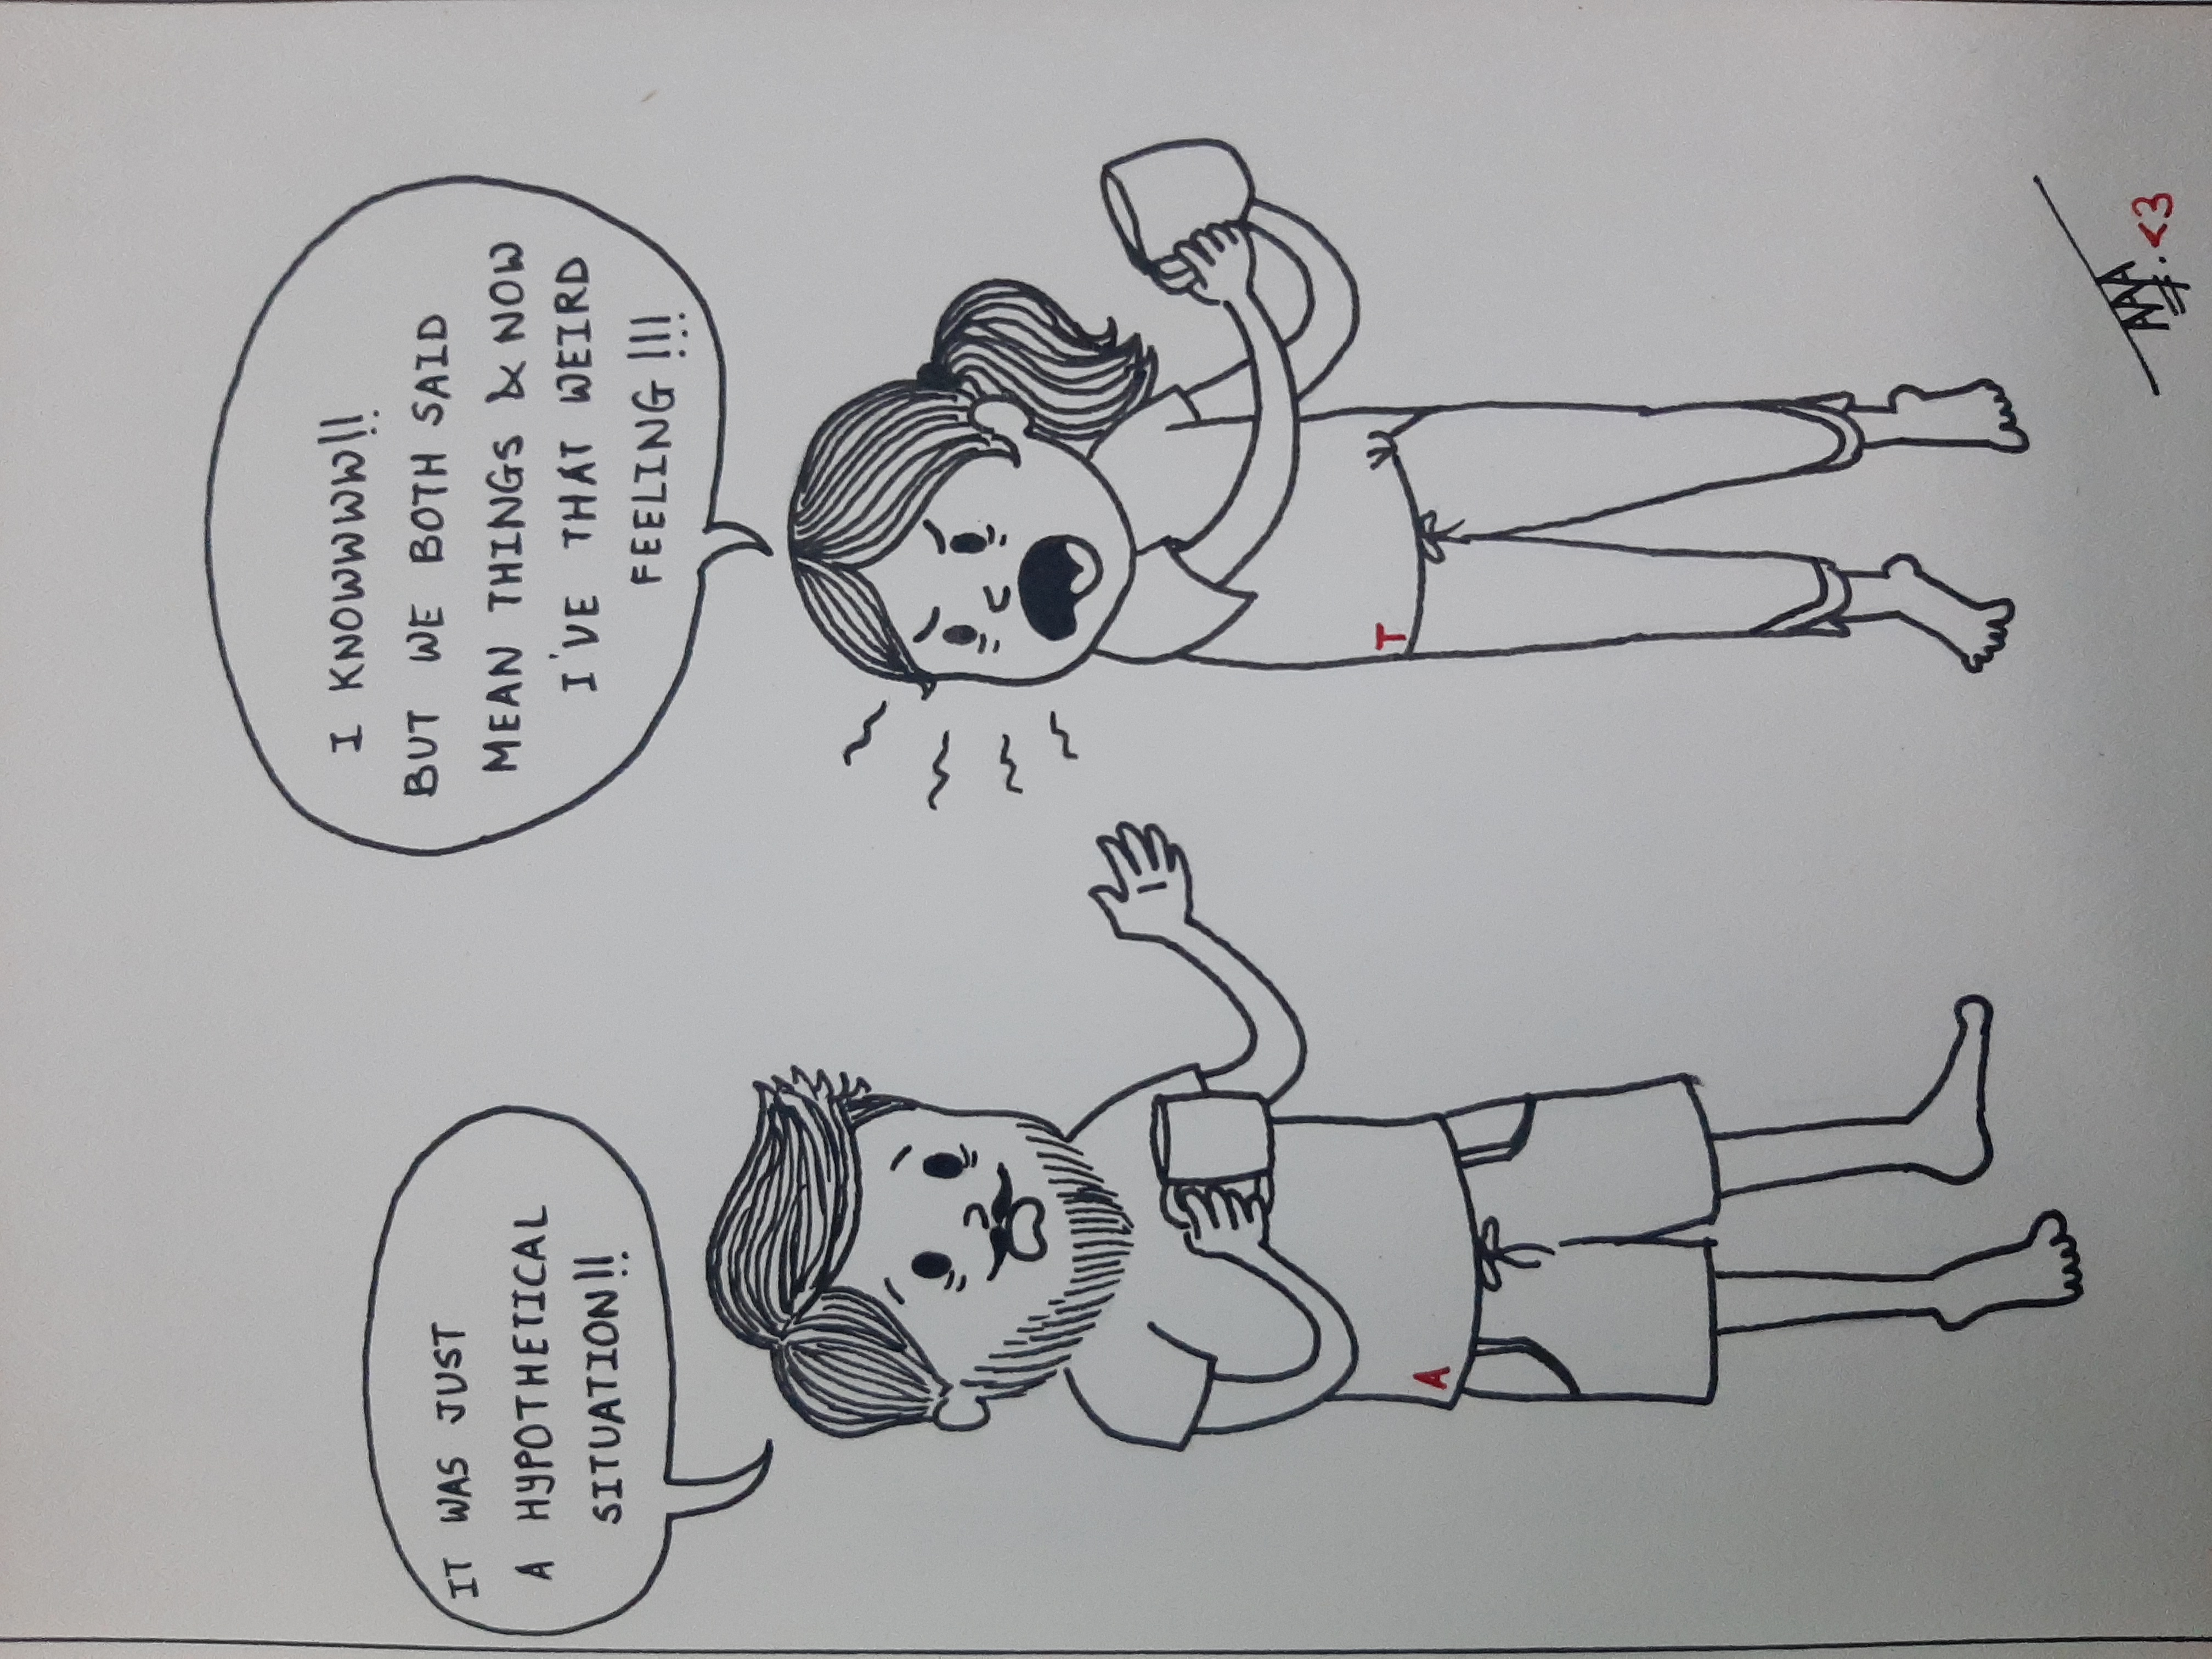 IT WAS JUST
A HYPOTHETICAL
SITUATION!!
I KNOWWWW!!
BUT WE BOTH SAID
MEAN THINGS & NOW
I'VE THAT WEIRD
FEELING!!!
A
T
AAA.<3